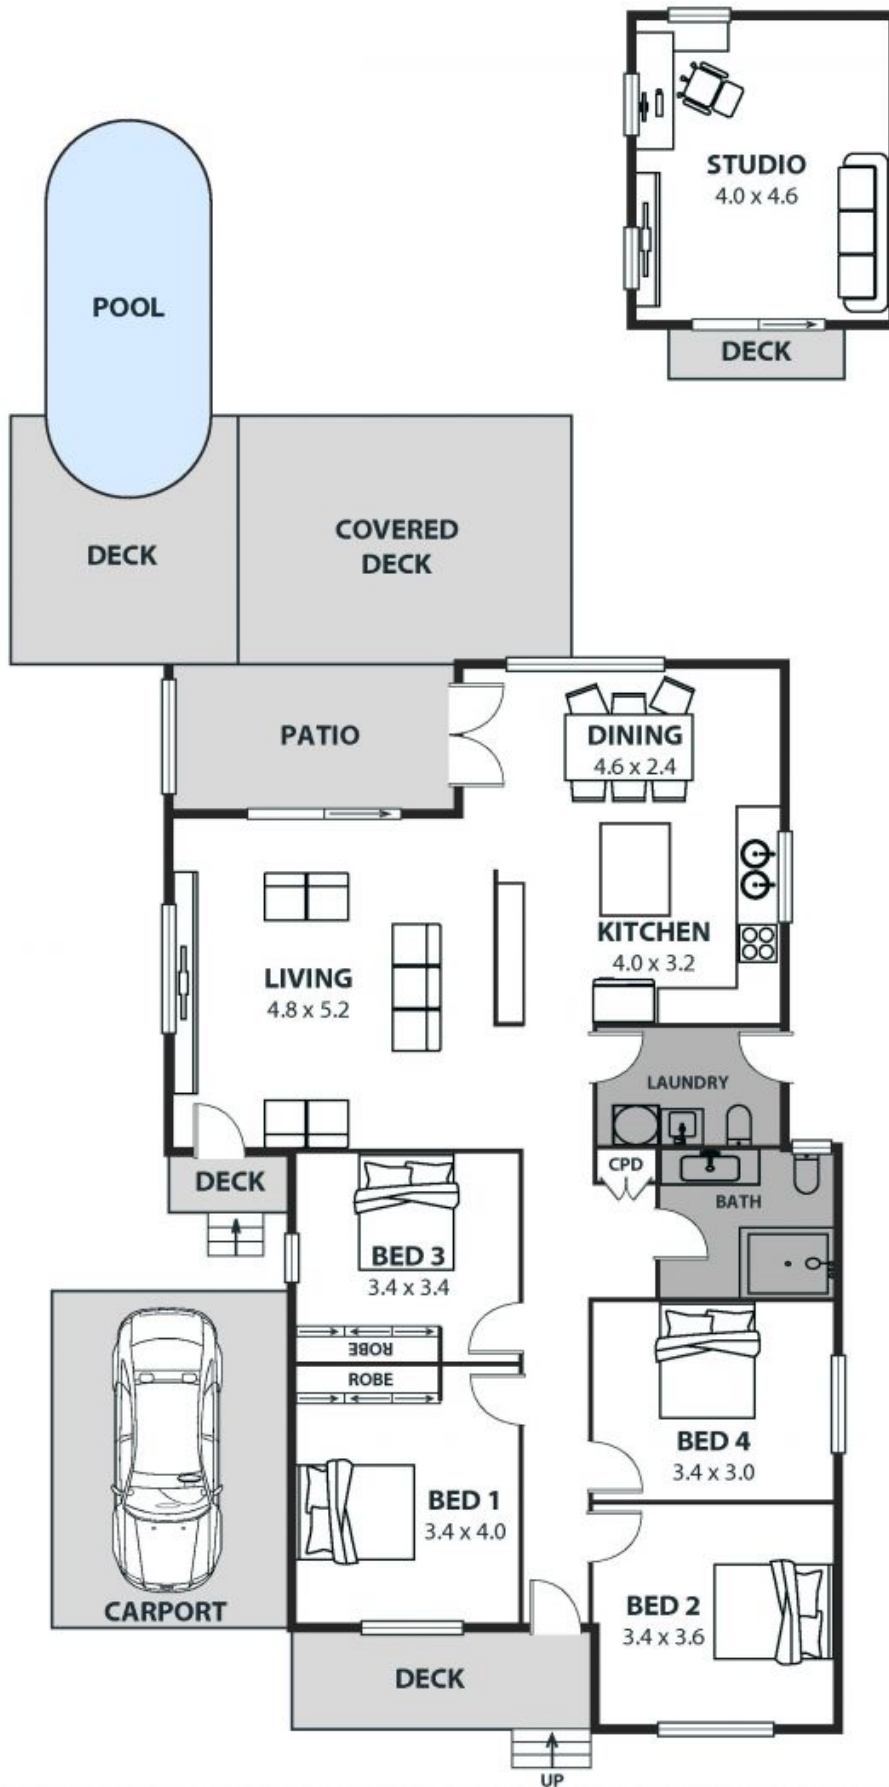 STUDIO
4.0 x 4.6
DECK
POOL
DECK
COVERED
DECK
PATIO
DINING
4.6 x 2.4
KITCHEN
4.0 x 3.2
LIVING
4.8 x 5.2
LAUNDRY
CPD
BATH
DECK
BED 3
3.4 x 3.4
ROBE
ROBE
BED 4
3.4 x 3.0
BED 1
3.4 x 4.0
CARPORT
BED 2
3.4 x 3.6
DECK
UP